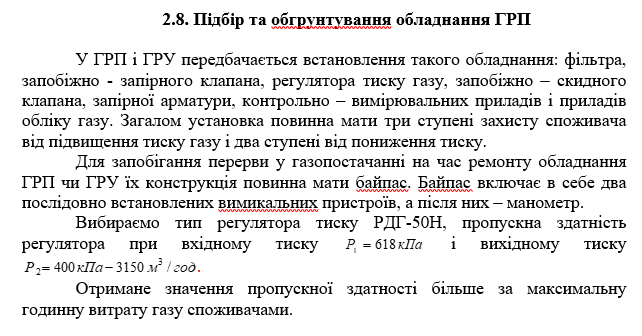 2.8. Підбір та обгрунтування обладнання ГРП
У ГРП і ГРУ передбачається встановлення такого обладнання: фільтра,
запобіжно - запірного клапана, регулятора тиску газу, запобіжно – скидного
клапана, запірної арматури, контрольно – вимірювальних приладів і приладів
обліку газу. Загалом установка повинна мати три ступені захисту споживача
від підвищення тиску газу і два ступені від пониження тиску.
Для запобігання перерви у газопостачанні на час ремонту обладнання
ГРП чи ГРУ їх конструкція повинна мати байпас. Байпас включає в себе два
послідовно встановлених вимикальних пристроїв, а після них – манометр.
Вибираємо тип регулятора тиску РДГ-50Н, пропускна здатність
регулятора при вхідному тиску P₁ = 618 кПа і вихідному тиску
P₂= 400 кПа – 3150 м³ / год.
Отримане значення пропускної здатності більше за максимальну
годинну витрату газу споживачами.